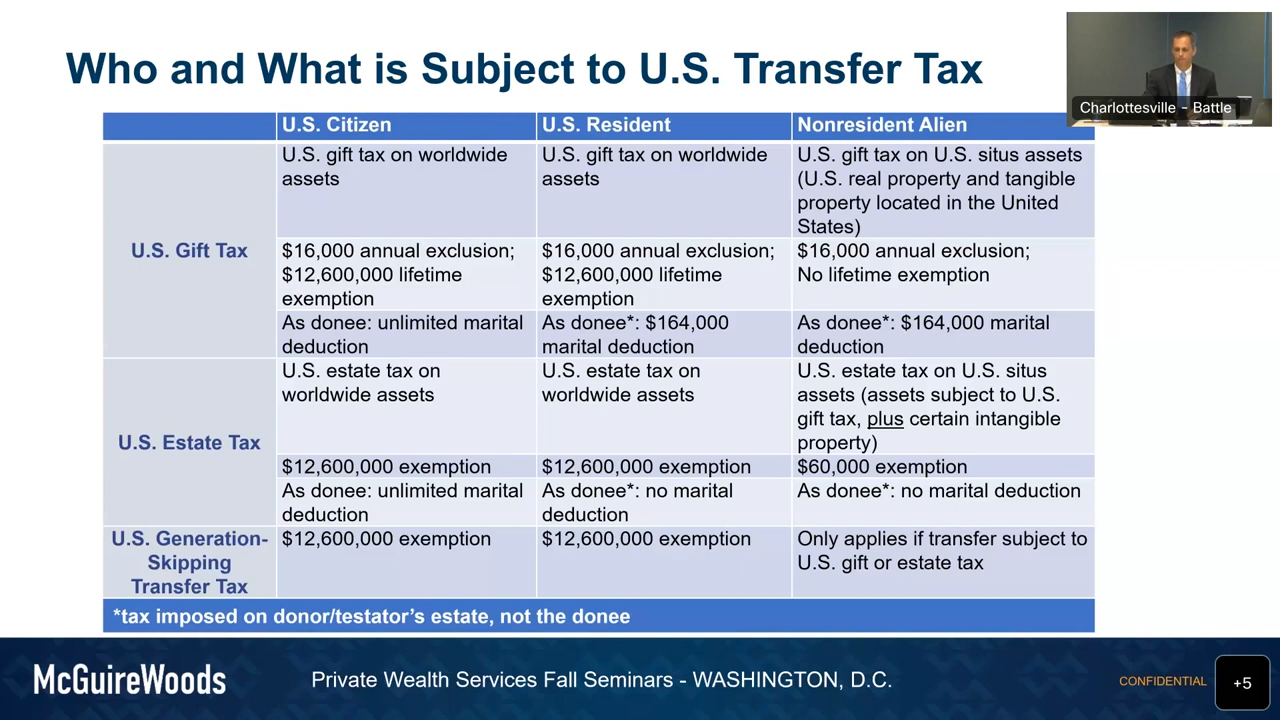 Who and What is Subject to U.S. Transfer Tax
Charlottesville - Battle
U.S. Citizen
U.S. Resident
Nonresident Alien
U.S. Gift Tax
U.S. gift tax on worldwide
assets
U.S. gift tax on worldwide
assets
U.S. gift tax on U.S. situs assets
(U.S. real property and tangible
property located in the United
States)
$16,000 annual exclusion;
$12,600,000 lifetime
exemption
$16,000 annual exclusion;
$12,600,000 lifetime
exemption
$16,000 annual exclusion;
No lifetime exemption
As donee: unlimited marital
deduction
As donee*: $164,000
marital deduction
As donee*: $164,000 marital
deduction
U.S. Estate Tax
U.S. estate tax on
worldwide assets
U.S. estate tax on
worldwide assets
U.S. estate tax on U.S. situs
assets (assets subject to U.S.
gift tax, plus certain intangible
property)
$12,600,000 exemption
$12,600,000 exemption
$60,000 exemption
As donee: unlimited marital
deduction
As donee*: no marital
deduction
As donee*: no marital deduction
U.S. Generation-
Skipping
Transfer Tax
$12,600,000 exemption
$12,600,000 exemption
Only applies if transfer subject to
U.S. gift or estate tax
*tax imposed on donor/testator's estate, not the donee
McGuireWoods
Private Wealth Services Fall Seminars - WASHINGTON, D.C.
CONFIDENTIAL
+5